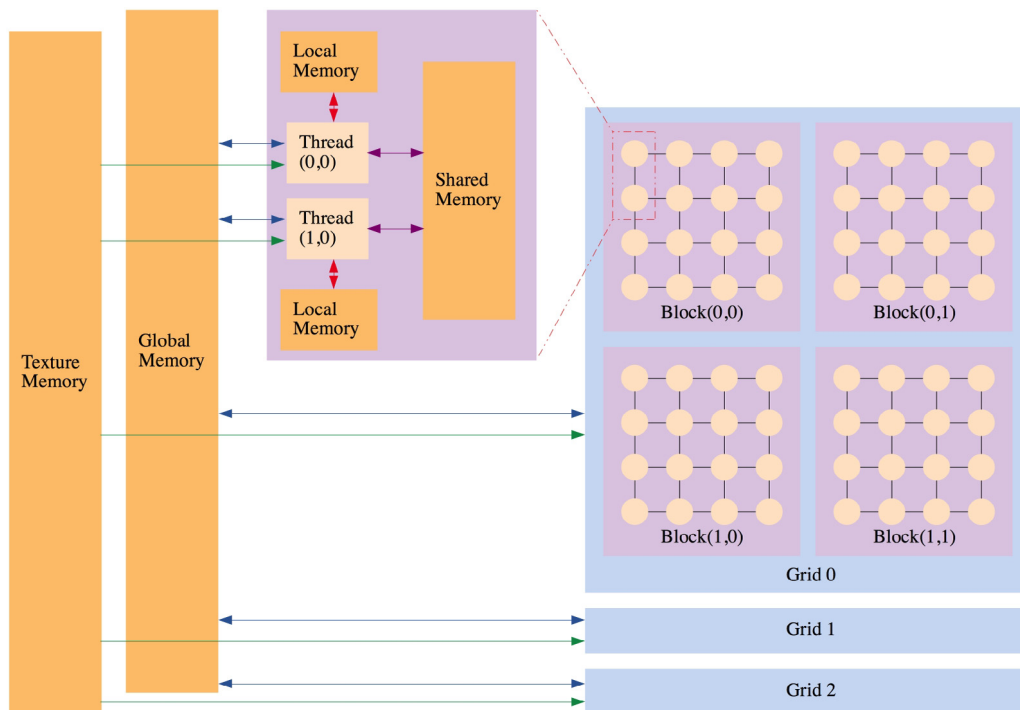 Texture
Memory
Global
Memory
Local
Memory
Thread
(0,0)
Thread
(1,0)
Local
Memory
Shared
Memory
Block(0,0)
Block(0,1)
Block(1,0)
Block(1,1)
Grid 0
Grid 1
Grid 2